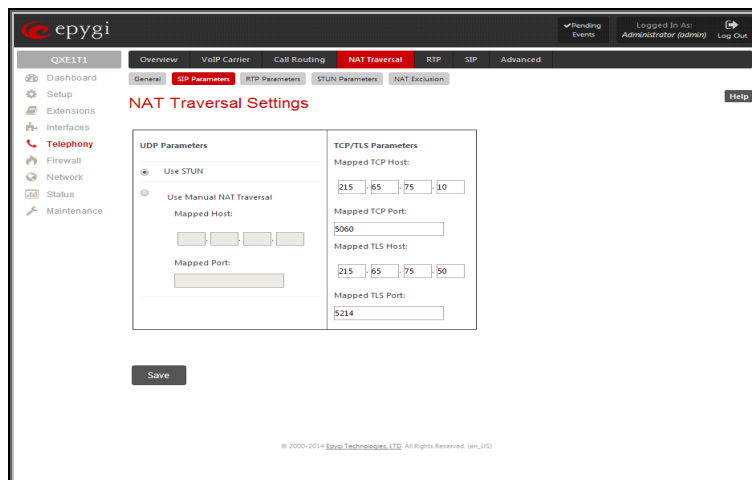 epygi
Pending Events
Logged In As:
Administrator (admin)
Log Out
QXE1T1
Dashboard
Setup
Extensions
Interfaces
Telephony
Firewall
Network
Status
Maintenance
Overview VoIP Carrier Call Routing NAT Traversal RTP SIP Advanced
General SIP Parameters RTP Parameters STUN Parameters NAT Exclusion
Help
NAT Traversal Settings
UDP Parameters
Use STUN
Use Manual NAT Traversal
Mapped Host:
. . .
Mapped Port:
TCP/TLS Parameters
Mapped TCP Host:
215 . 65 . 75 . 10
Mapped TCP Port:
5060
Mapped TLS Host:
215 . 65 . 75 . 50
Mapped TLS Port:
5214
Save
© 2000-2014 Epygi Technologies, LTD. All Rights Reserved. (en_US)